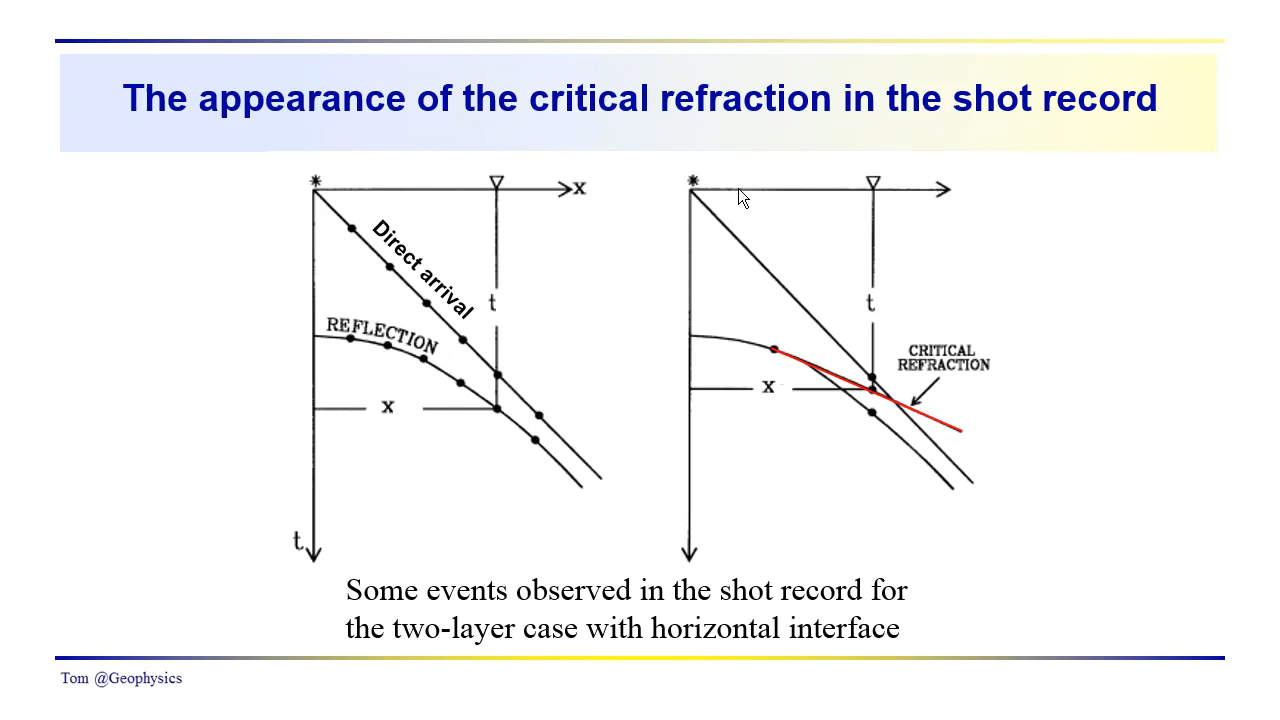 The appearance of the critical refraction in the shot record
* x
Direct arrival
t
REFLECTION
x
t
*
t
CRITICAL
REFRACTION
x
Some events observed in the shot record for
the two-layer case with horizontal interface
Tom @Geophysics